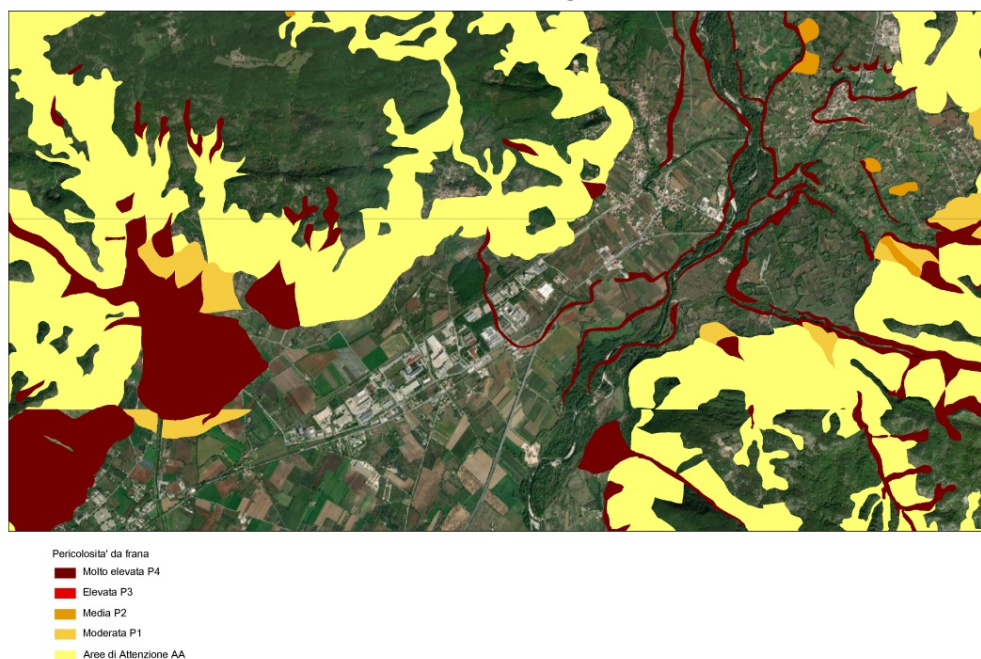 Pericolosita' da frana
Molto elevata P4
Elevata P3
Media P2
Moderata P1
Aree di Attenzione AA